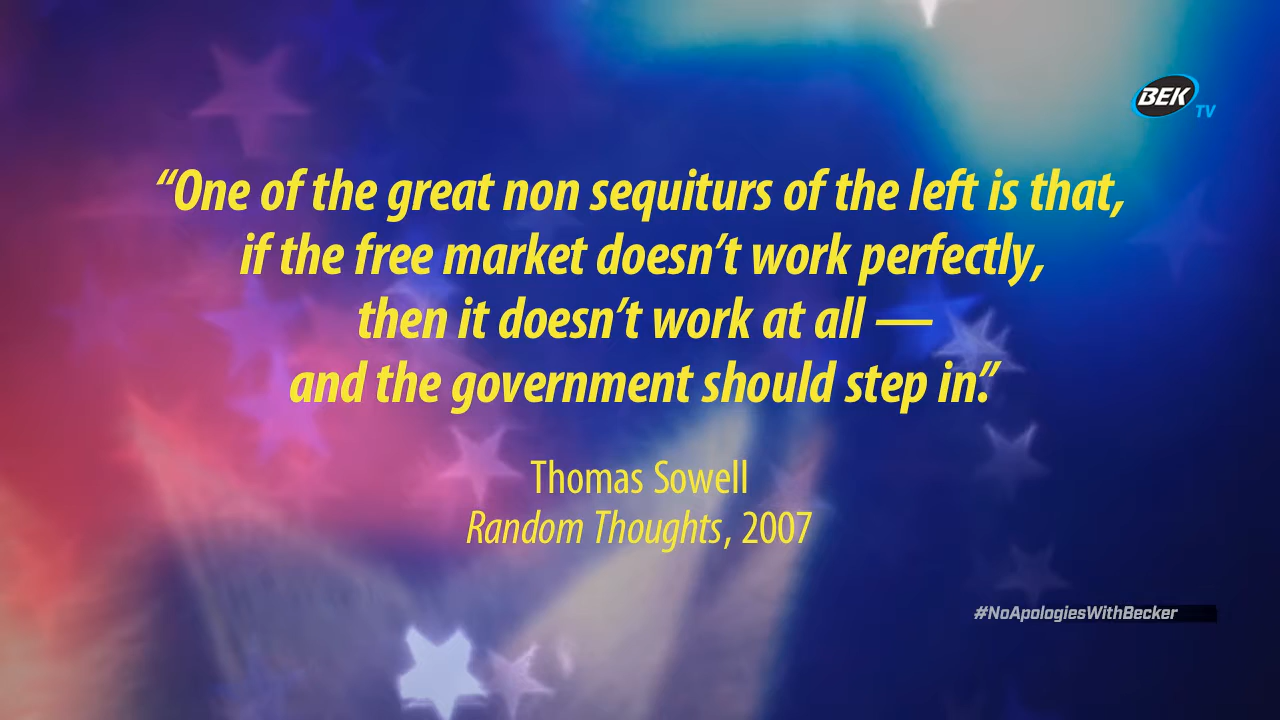 BEK TV
“One of the great non sequiturs of the left is that,
if the free market doesn’t work perfectly,
then it doesn’t work at all —
and the government should step in.”
Thomas Sowell
Random Thoughts, 2007
#NoApologiesWithBecker